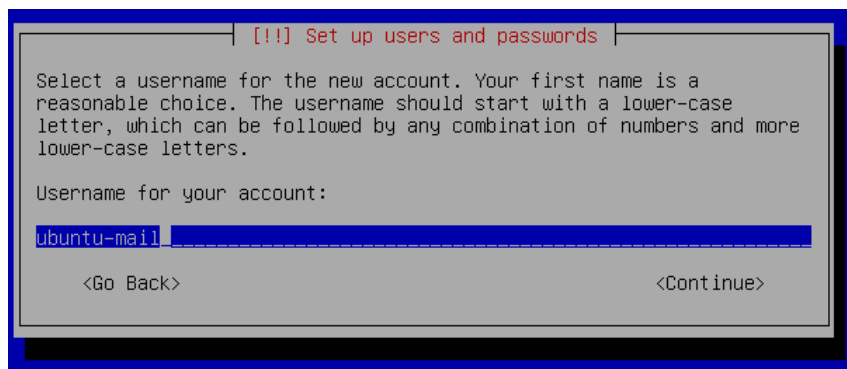 [!!] Set up users and passwords
Select a username for the new account. Your first name is a
reasonable choice. The username should start with a lower-case
letter, which can be followed by any combination of numbers and more
lower-case letters.
Username for your account:
ubuntu-mail
<Go Back> <Continue>